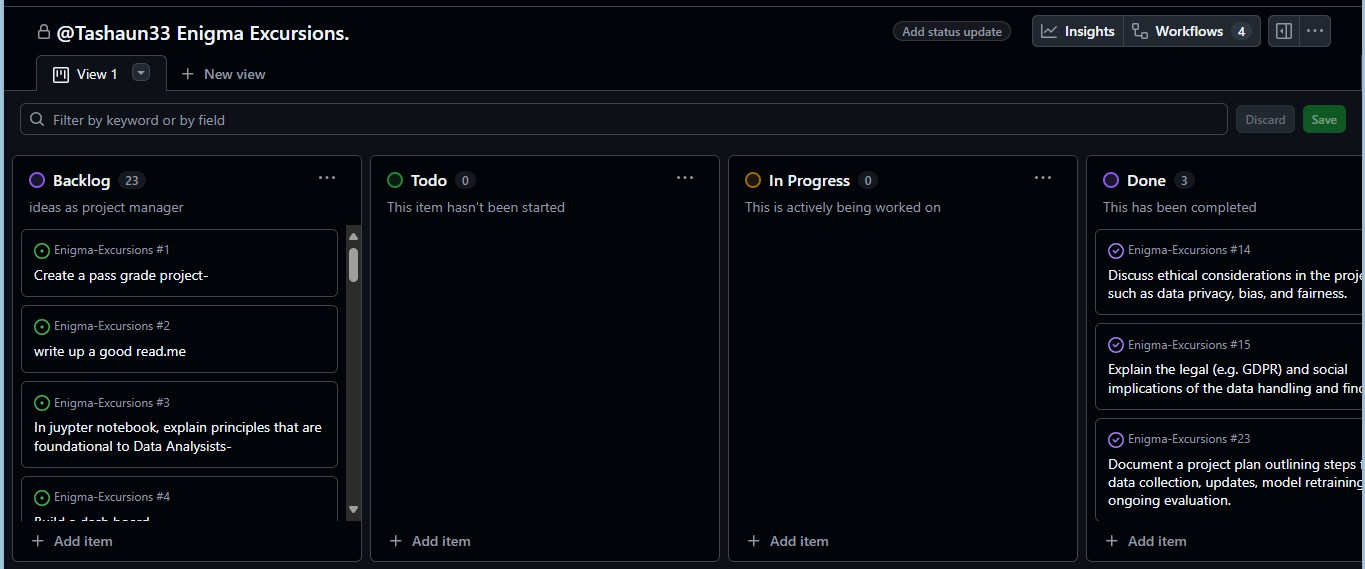 @Tashaun33 Enigma Excursions.
Add status update
Insights
Workflows 4
View 1
New view
Filter by keyword or by field
Discard
Save
Backlog 23
ideas as project manager
Enigma-Excursions #1
Create a pass grade project-
Enigma-Excursions #2
write up a good read.me
Enigma-Excursions #3
In juypter notebook, explain principles that are
foundational to Data Analysists-
Enigma-Excursions #4
Build a dash board
Add item
Todo 0
This item hasn't been started
Add item
In Progress 0
This is actively being worked on
Add item
Done 3
This has been completed
Enigma-Excursions #14
Discuss ethical considerations in the proje
such as data privacy, bias, and fairness.
Enigma-Excursions #15
Explain the legal (e.g. GDPR) and social
implications of the data handling and find
Enigma-Excursions #23
Document a project plan outlining steps f
data collection, updates, model retraining
ongoing evaluation.
Add item